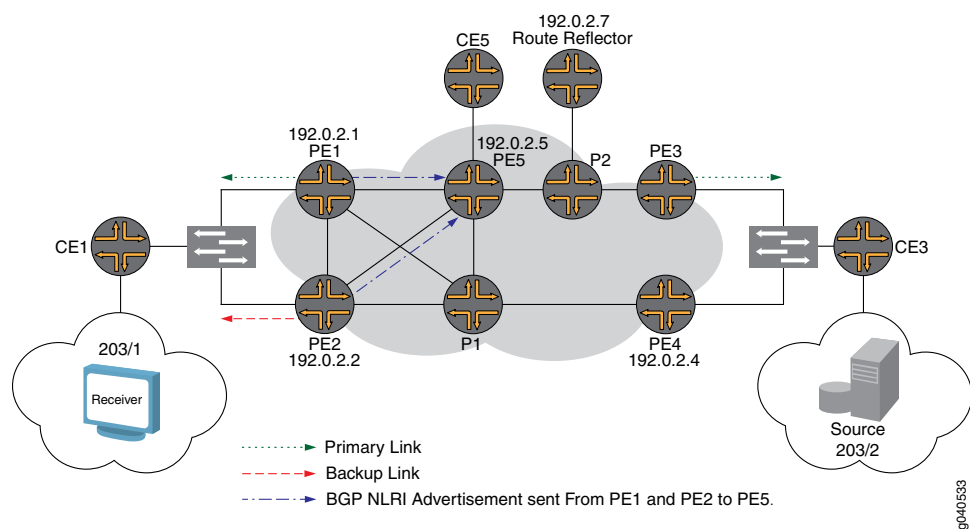 192.0.2.7
Route Reflector
CE5
192.0.2.1
PE1
192.0.2.5
PE5
P2
PE3
CE1
CE3
PE2
192.0.2.2
P1
PE4
192.0.2.4
203/1
Receiver
Source
203/2
Primary Link
Backup Link
BGP NLRI Advertisement sent From PE1 and PE2 to PE5.
g040533